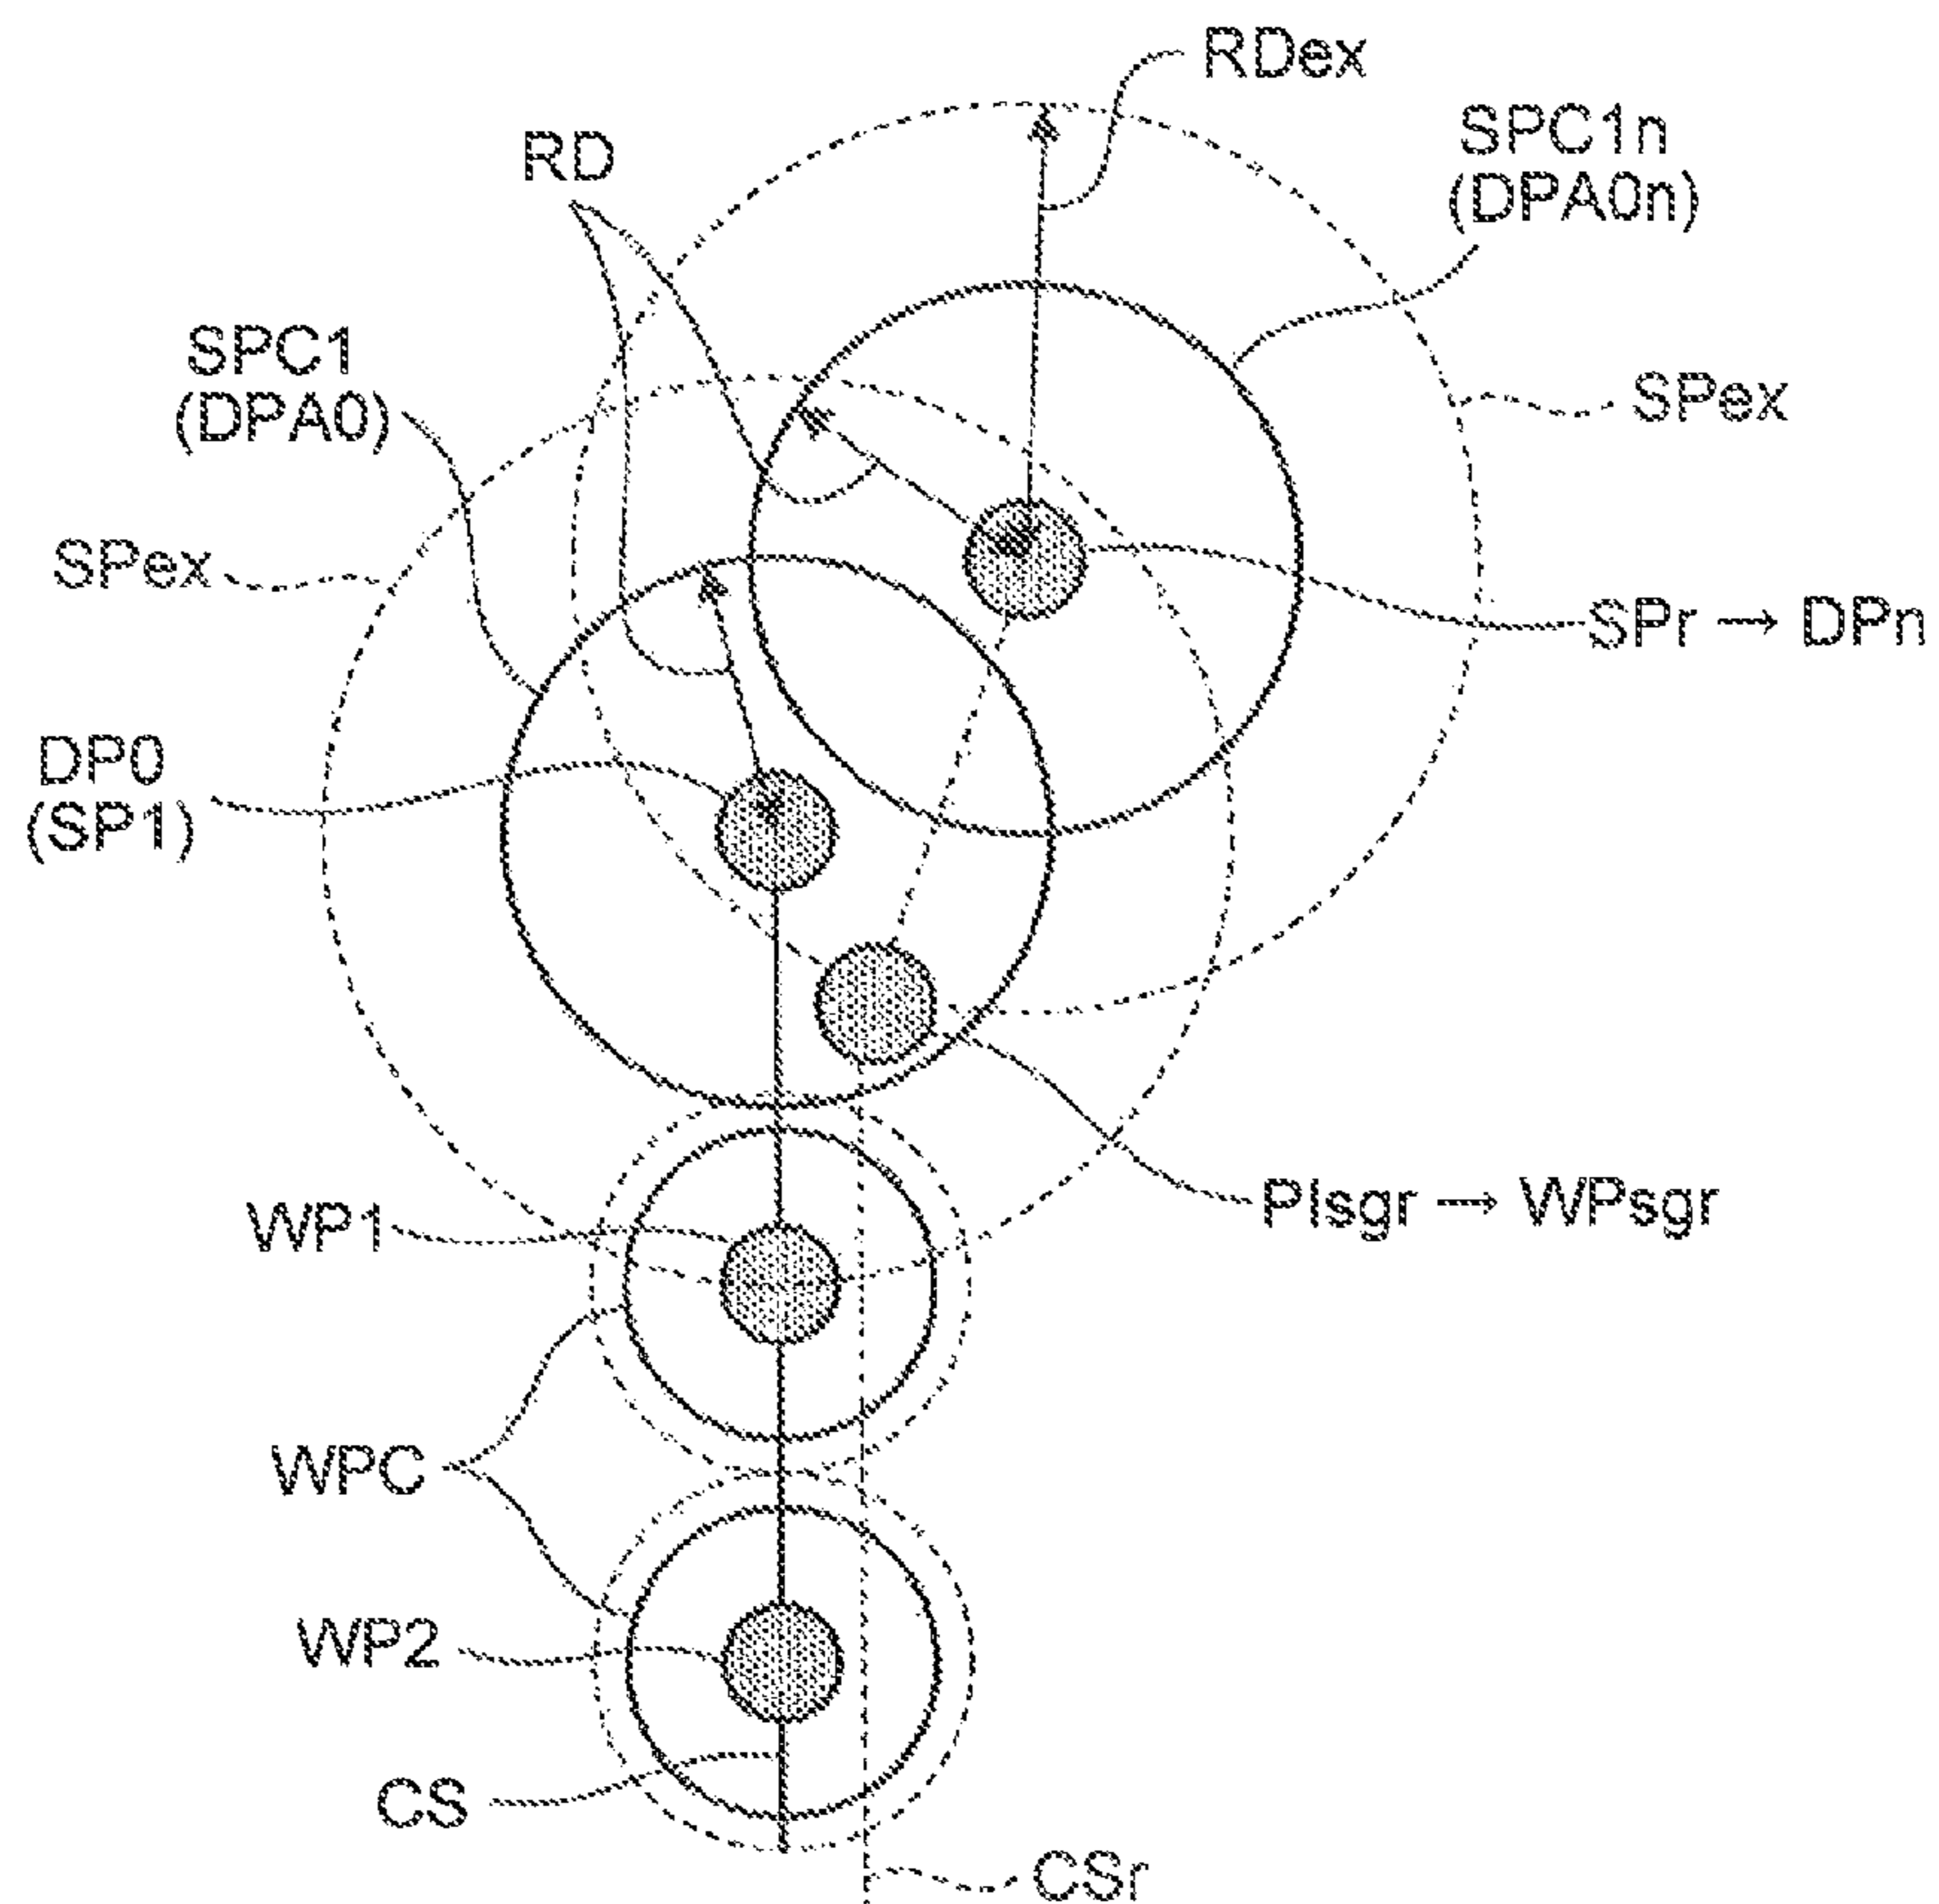 RDex
RD
SPC1n
(DPA0n)
SPC1
(DPA0)
SPex
SPex
SPr → DPn
DP0
(SP1)
WP1
PIsgr → WPsgr
WPC
WP2
CS
CSr